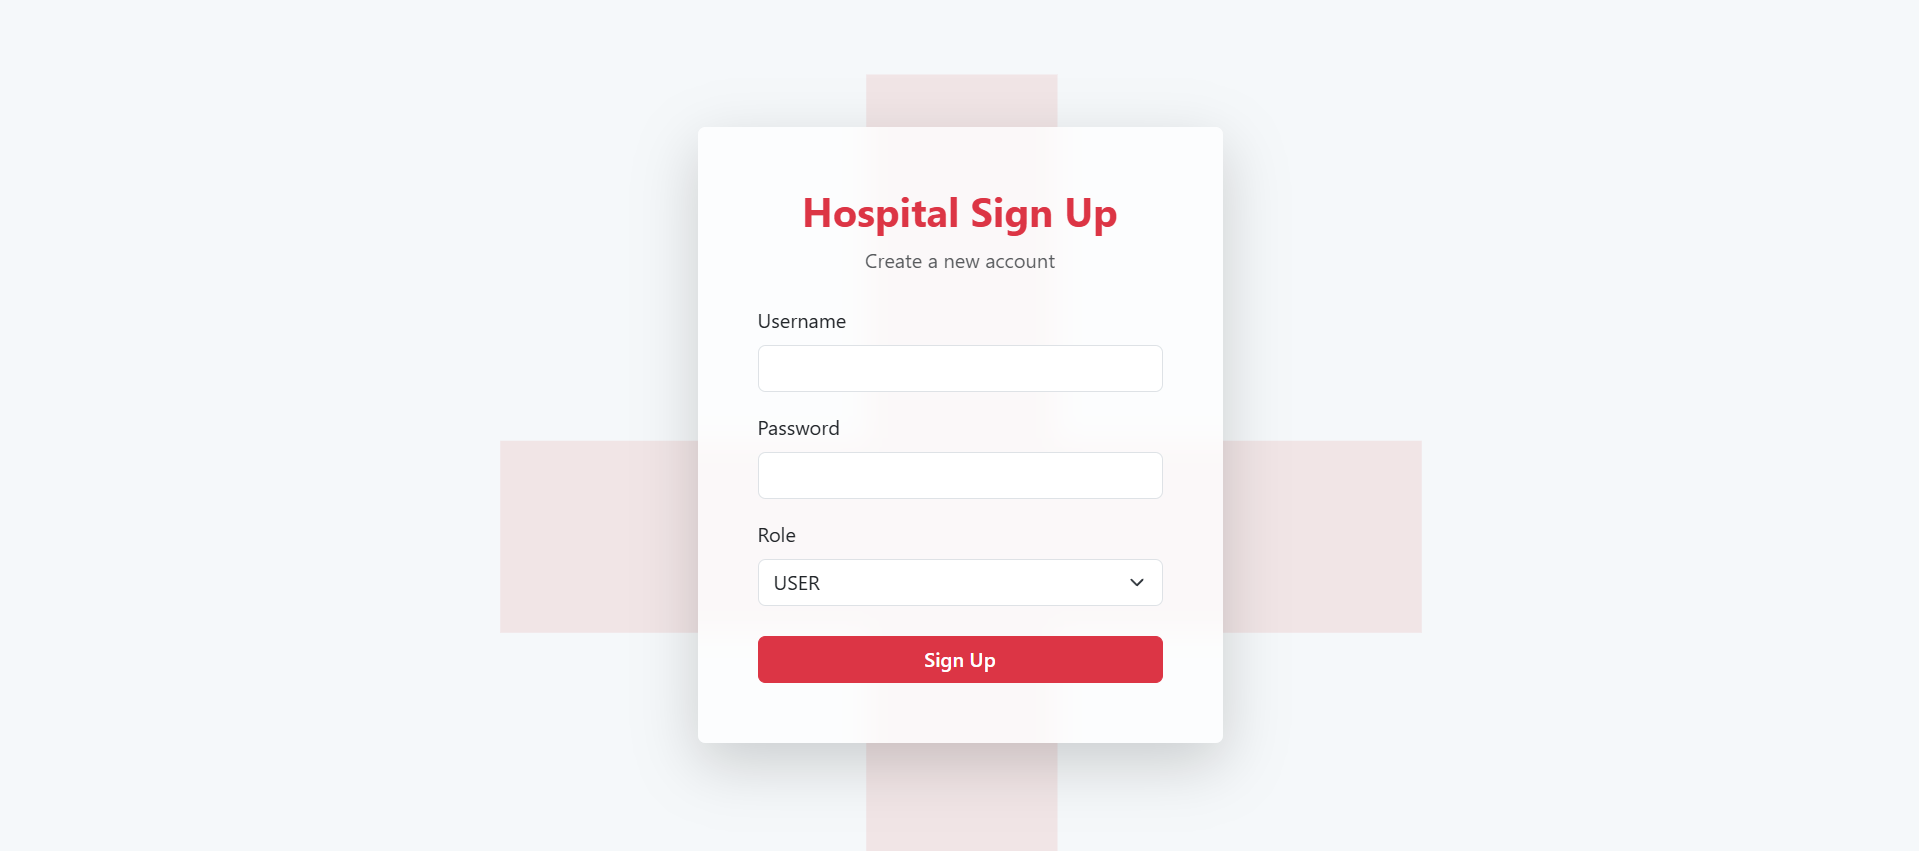 Hospital Sign Up
Create a new account
Username
Password
Role
USER
Sign Up